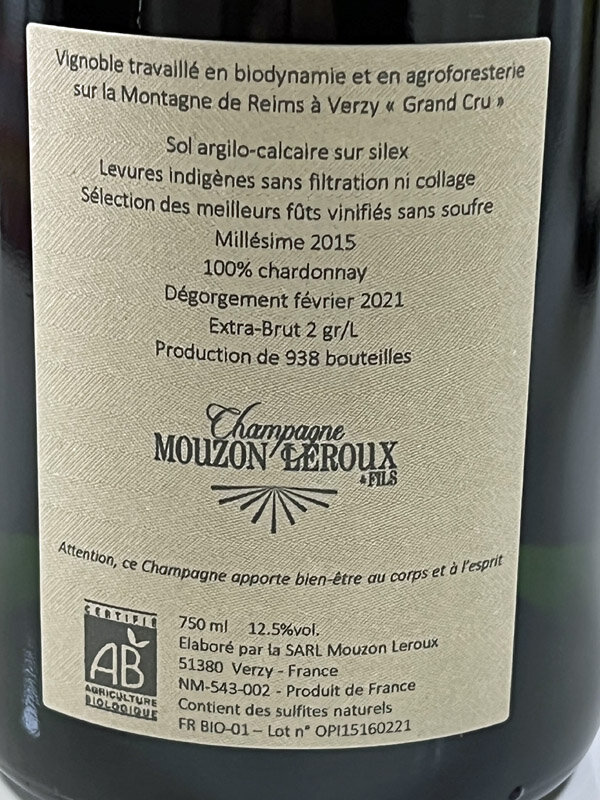 Vignoble travaillé en biodynamie et en agroforesterie
sur la Montagne de Reims à Verzy « Grand Cru »
Sol argilo-calcaire sur silex
Levures indigènes sans filtration ni collage
Sélection des meilleurs fûts vinifiés sans soufre
Millésime 2015
100% chardonnay
Dégorgement février 2021
Extra-Brut 2 gr/L
Production de 938 bouteilles
Champagne
MOUZON LEROUX
& FILS
Attention, ce Champagne apporte bien-être au corps et à l'esprit
CERTIFIÉ
AB
AGRICULTURE
BIOLOGIQUE
750 ml 12.5%vol.
Elaboré par la SARL Mouzon Leroux
51380 Verzy - France
NM-543-002 - Produit de France
Contient des sulfites naturels
FR BIO-01 – Lot n° OPI15160221